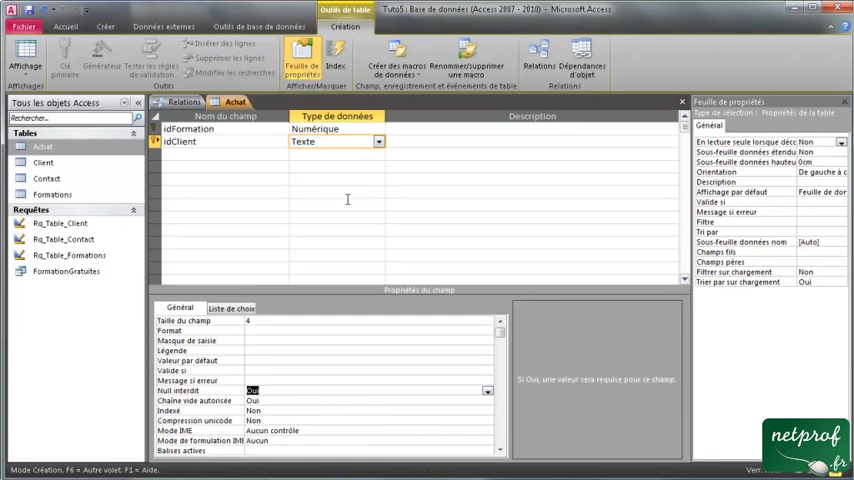 Outils de table
Tuto5 : Base de données (Access 2007 - 2010) - Microsoft Access
Fichier
Accueil
Créer
Données externes
Outils de base de données
Création
Affichage
Affichages
Clé primaire
Générateur
Tester les règles de validation
Insérer des lignes
Supprimer les lignes
Modifier les recherches
Outils
Feuille de propriétés
Index
Afficher/Masquer
Créer des macros de données
Renommer/supprimer une macro
Champ, enregistrement et événements de table
Relations
Dépendances d'objet
Relations
Tous les objets Access
Rechercher...
Tables
Achat
Client
Contact
Formations
Requêtes
Rq_Table_Client
Rq_Table_Contact
Rq_Table_Formations
FormationGratuites
Relations
Achat
Nom du champ
Type de données
Description
idFormation
Numérique
idClient
Texte
Propriétés du champ
Général
Liste de choix
Taille du champ
4
Format
Masque de saisie
Légende
Valeur par défaut
Valide si
Message si erreur
Null interdit
Oui
Chaîne vide autorisée
Oui
Indexé
Non
Compression unicode
Non
Mode IME
Aucun contrôle
Mode de formulation IME
Aucun
Balises actives
Si Oui, une valeur sera requise pour ce champ.
Feuille de propriétés
Type de sélection : Propriétés de la table
Général
En lecture seule lorsque déco
Non
Sous-feuille données étendu
Non
Sous-feuille données hauteu
0cm
Orientation
De gauche à
Description
Affichage par défaut
Feuille de don
Valide si
Message si erreur
Filtre
Tri par
Sous-feuille données nom
[Auto]
Champs fils
Champs pères
Filtrer sur chargement
Non
Trier par sur chargement
Oui
Mode Création. F6 = Autre volet. F1 = Aide.
Verr.
netprof
.fr